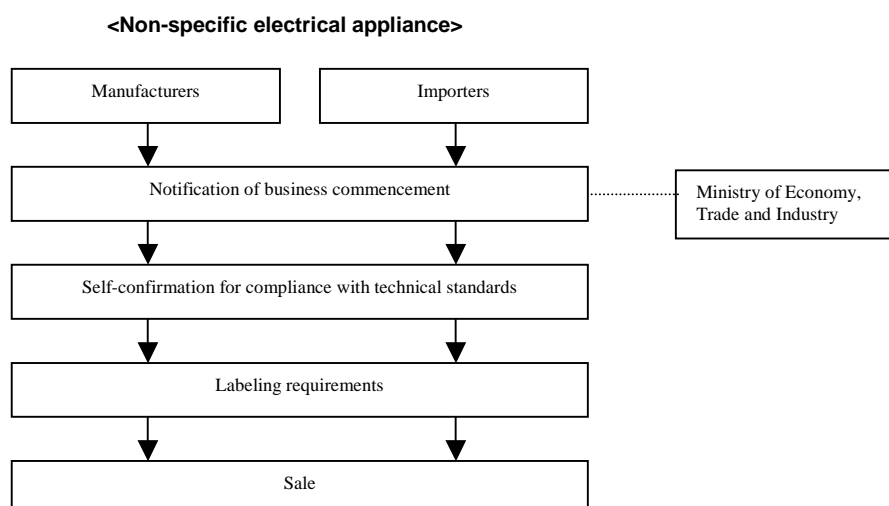 <Non-specific electrical appliance>
Manufacturers
Importers
Notification of business commencement
Ministry of Economy,
Trade and Industry
Self-confirmation for compliance with technical standards
Labeling requirements
Sale